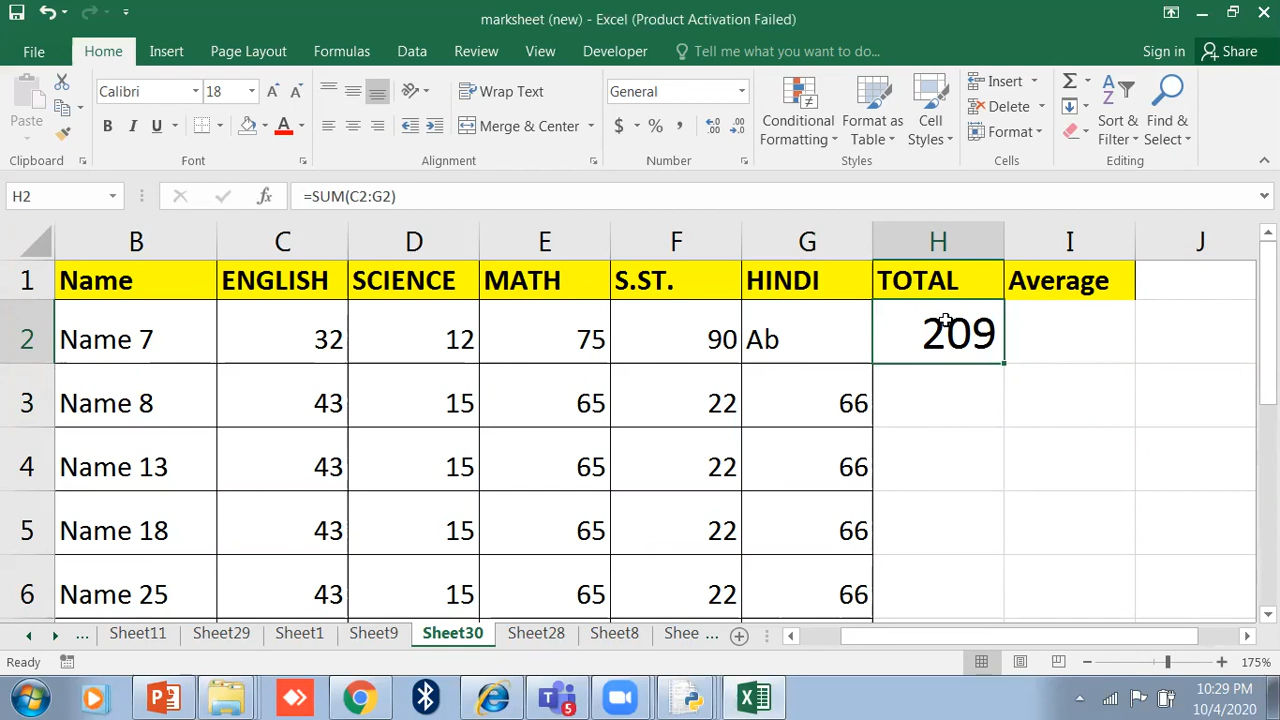 marksheet (new) - Excel (Product Activation Failed)
File Home Insert Page Layout Formulas Data Review View Developer Tell me what you want to do... Sign in Share
Calibri 18 Wrap Text General Insert
Paste B I U Merge & Center $ % , Conditional Formatting Format as Table Cell Styles Delete Format Sort & Filter Find & Select
Clipboard Font Alignment Number Styles Cells Editing
H2 fx =SUM(C2:G2)
B C D E F G H I J
1 Name ENGLISH SCIENCE MATH S.ST. HINDI TOTAL Average
2 Name 7 32 12 75 90 Ab 209
3 Name 8 43 15 65 22 66
4 Name 13 43 15 65 22 66
5 Name 18 43 15 65 22 66
6 Name 25 43 15 65 22 66
... Sheet11 Sheet29 Sheet1 Sheet9 Sheet30 Sheet28 Sheet8 Shee ...
Ready 175%
5 10:29 PM
10/4/2020